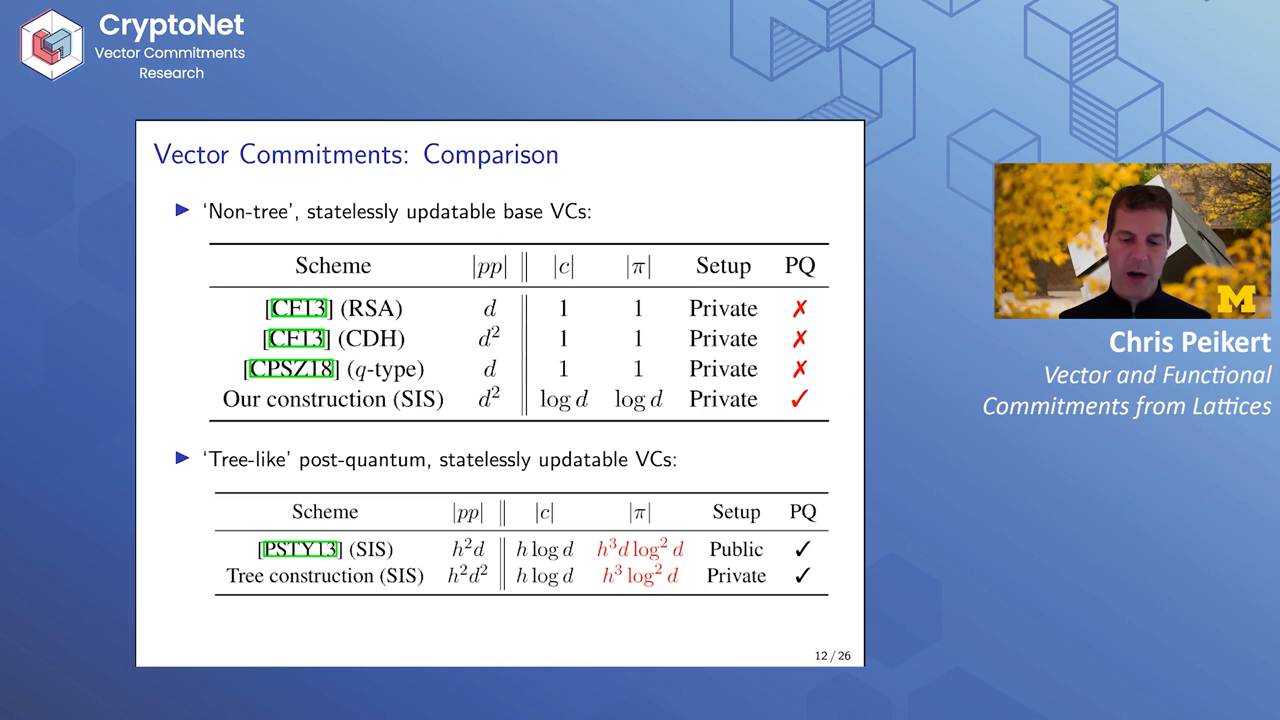 CryptoNet
Vector Commitments
Research
Vector Commitments: Comparison
▶ ‘Non-tree’, statelessly updatable base VCs:
Scheme |pp| |c| |π| Setup PQ
[CF13] (RSA) d 1 1 Private ✗
[CF13] (CDH) d² 1 1 Private ✗
[CPSZ18] (q-type) d 1 1 Private ✗
Our construction (SIS) d² log d log d Private ✓
▶ ‘Tree-like’ post-quantum, statelessly updatable VCs:
Scheme |pp| |c| |π| Setup PQ
[PSTY13] (SIS) h²d h log d h³d log² d Public ✓
Tree construction (SIS) h²d² h log d h³ log² d Private ✓
12 / 26
M
Chris Peikert
Vector and Functional
Commitments from Lattices